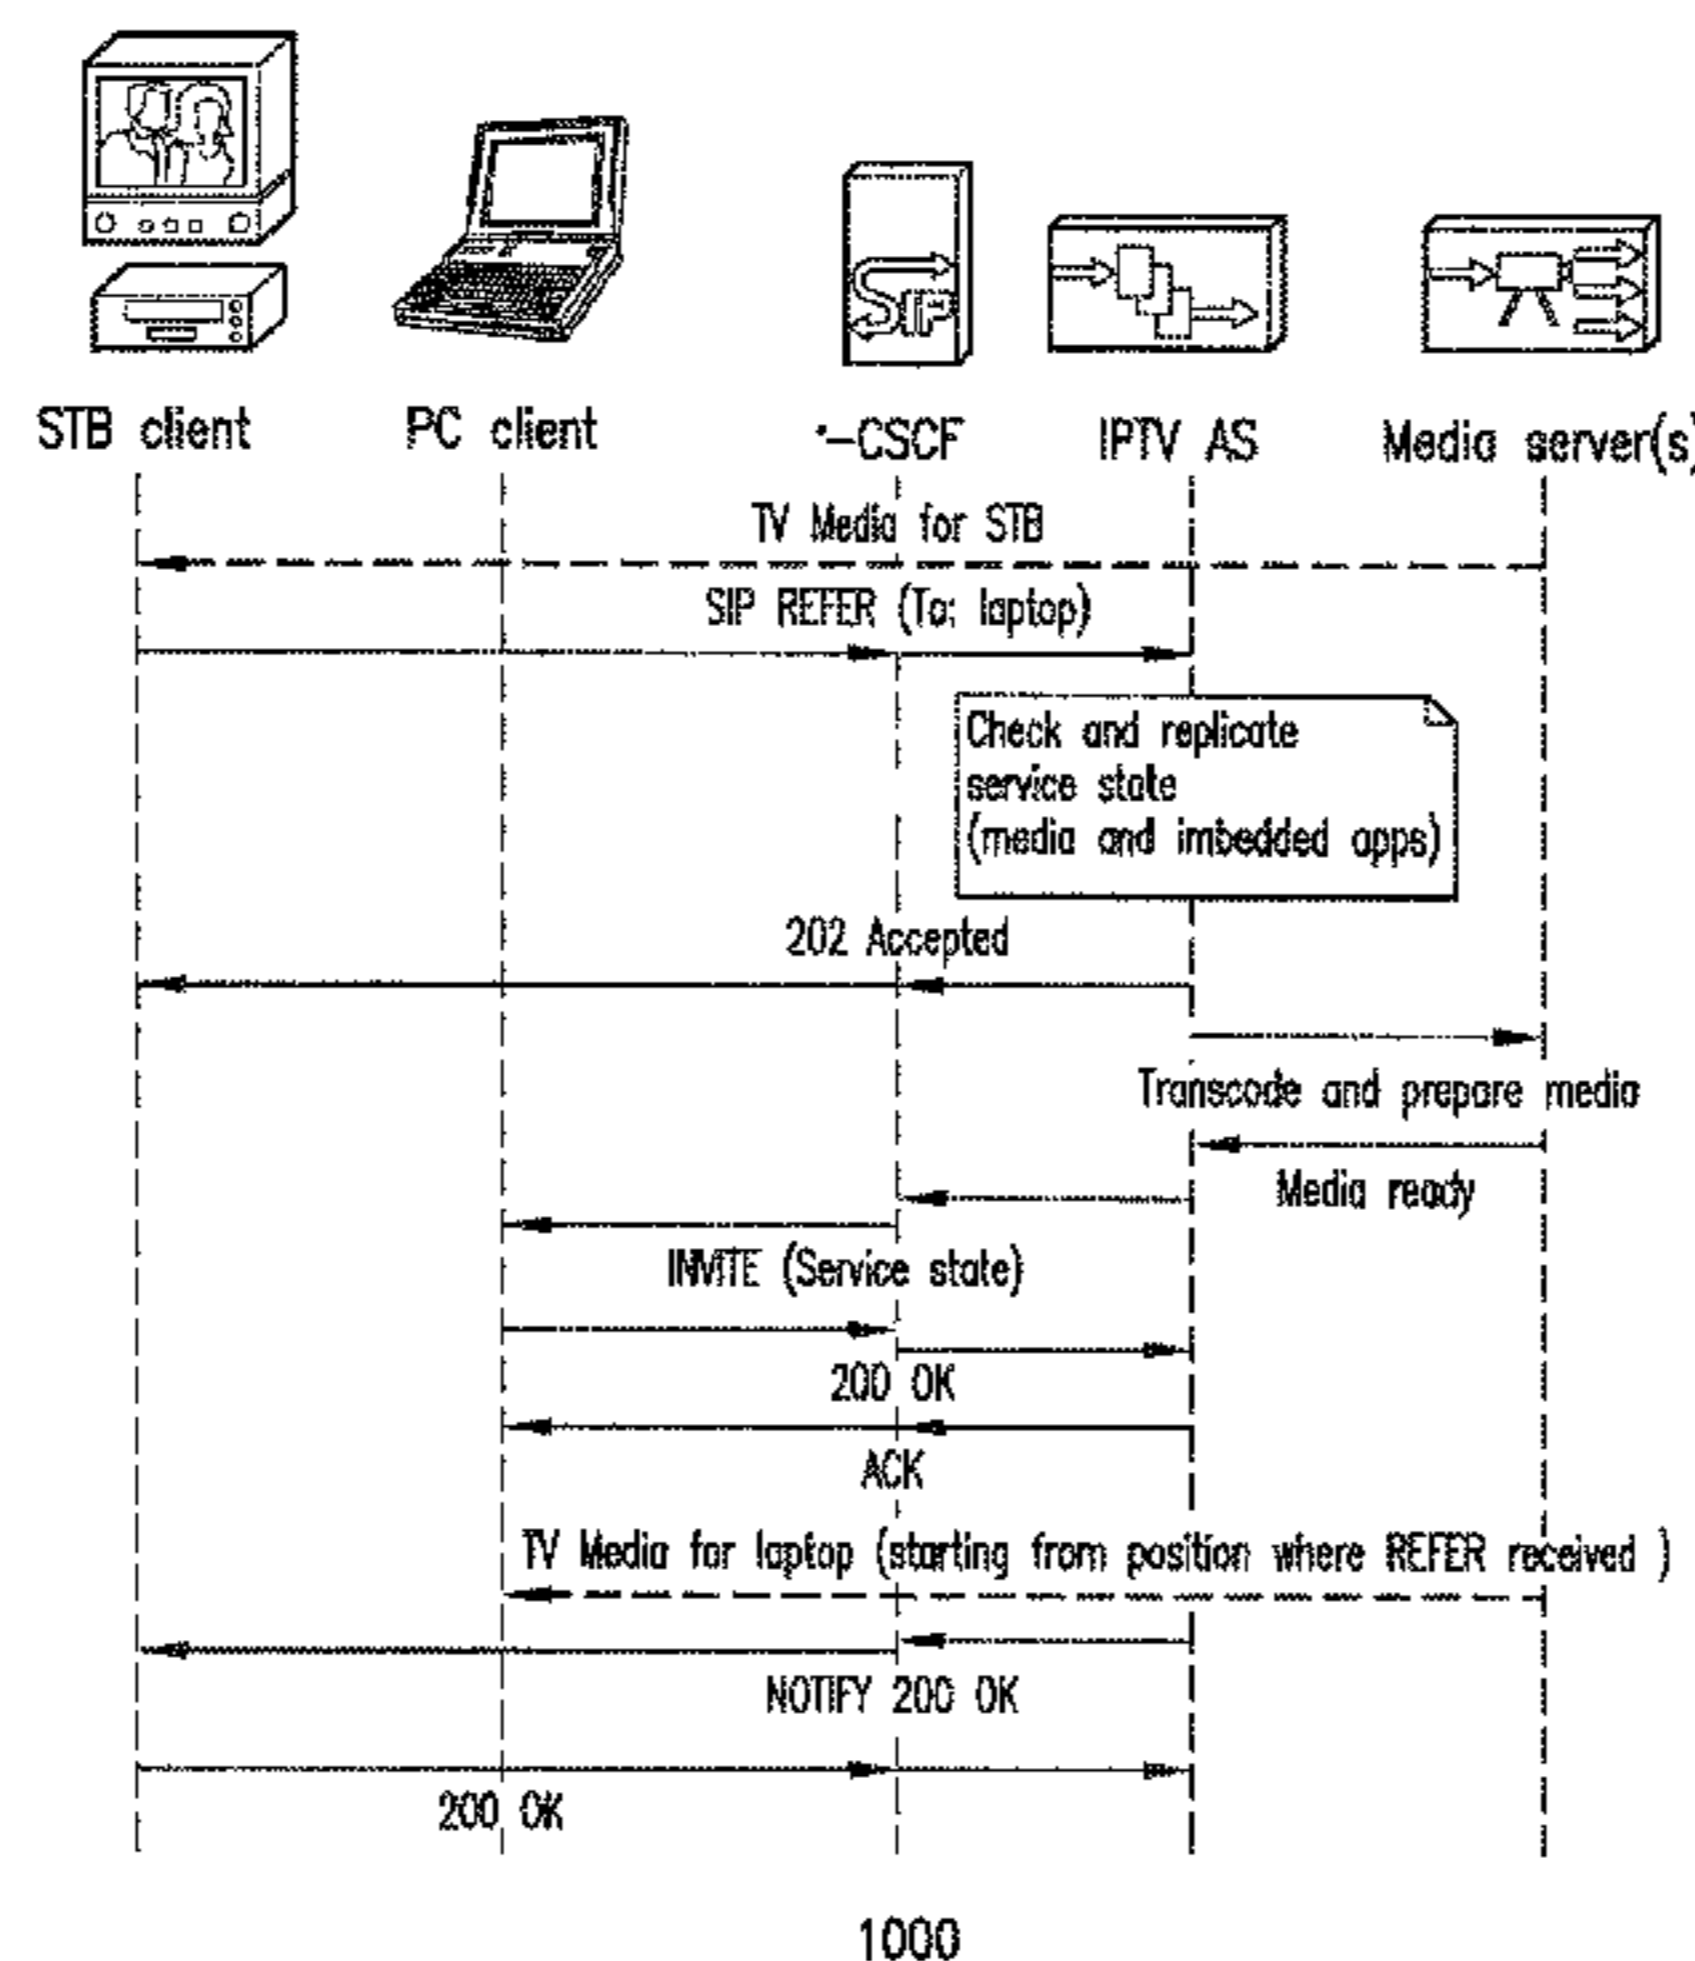 SIP
STB client
PC client
*-CSCF
IPTV AS
Media server(s)
TV Media for STB
SIP REFER (To: laptop)
Check and replicate
service state
(media and imbedded apps)
202 Accepted
Transcode and prepare media
Media ready
INVITE (Service state)
200 OK
ACK
TV Media for laptop (starting from position where REFER received )
NOTIFY 200 OK
200 OK
1000